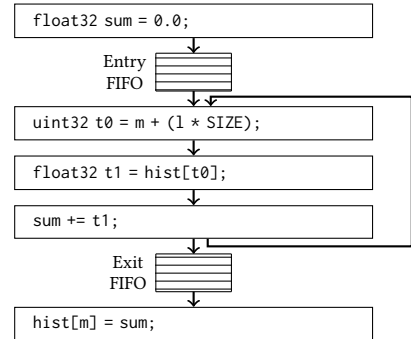 float32 sum = 0.0;
Entry
FIFO
uint32 t0 = m + (l * SIZE);
float32 t1 = hist[t0];
sum += t1;
Exit
FIFO
hist[m] = sum;